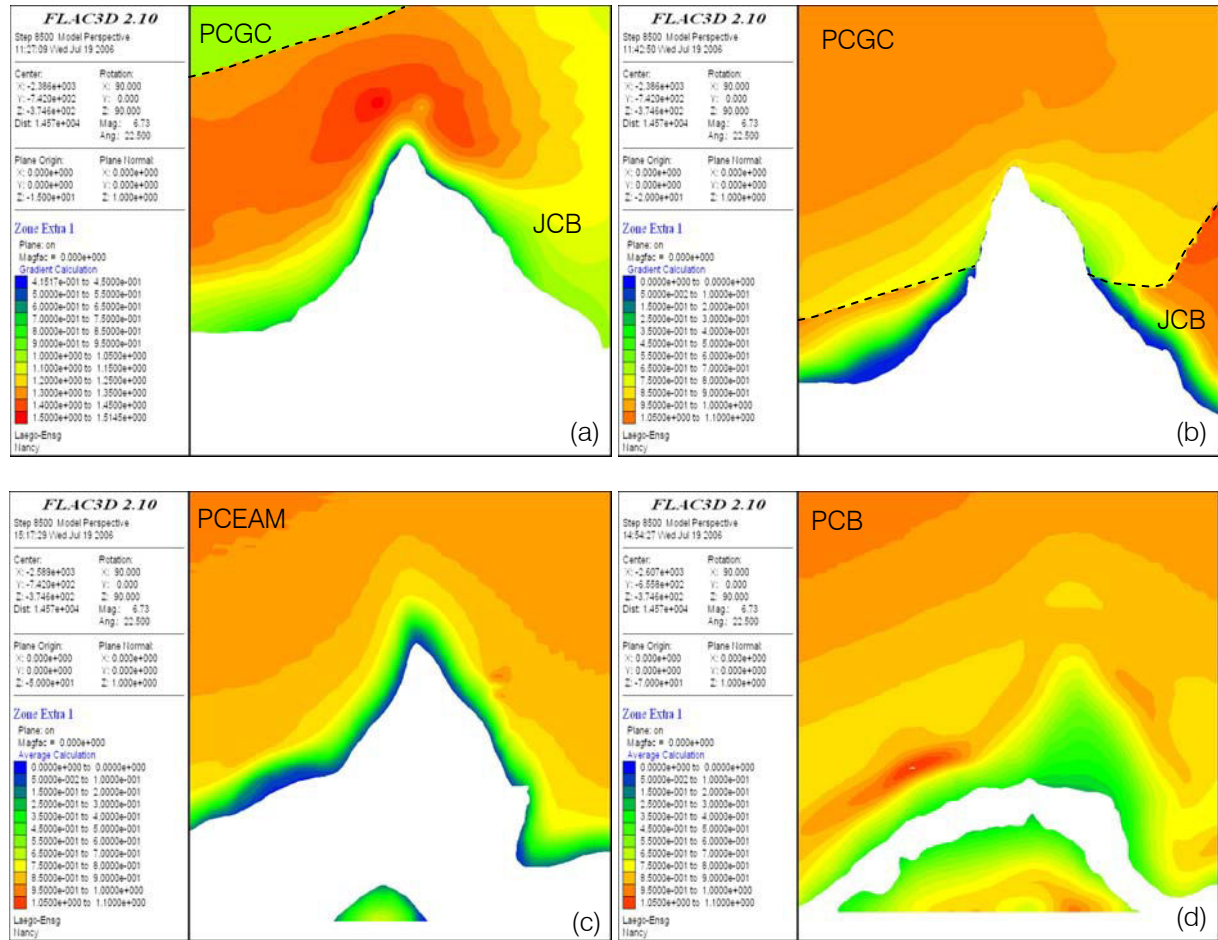 FLAC3D 2.10
Step 8500 Model Perspective
11:27:09 Wed Jul 19 2006
Center: Rotation:
X: -2.386e+003 X: 90.000
Y: -7.420e+002 Y: 0.000
Z: -3.746e+002 Z: 90.000
Dist: 1.457e+004 Mag.: 6.73
Ang.: 22.500
Plane Origin: Plane Normal:
X: 0.000e+000 X: 0.000e+000
Y: 0.000e+000 Y: 0.000e+000
Z: -1.500e+001 Z: 1.000e+000
Zone Extra 1
Plane: on
Magfac = 0.000e+000
Gradient Calculation
4.1517e-001 to 4.5000e-001
5.0000e-001 to 5.5000e-001
6.0000e-001 to 6.5000e-001
7.0000e-001 to 7.5000e-001
8.0000e-001 to 8.5000e-001
9.0000e-001 to 9.5000e-001
1.0000e+000 to 1.0500e+000
1.1000e+000 to 1.1500e+000
1.2000e+000 to 1.2500e+000
1.3000e+000 to 1.3500e+000
1.4000e+000 to 1.4500e+000
1.5000e+000 to 1.5145e+000
Laego-Ensg
Nancy
PCGC
JCB
(a)
FLAC3D 2.10
Step 8500 Model Perspective
11:42:50 Wed Jul 19 2006
Center: Rotation:
X: -2.386e+003 X: 90.000
Y: -7.420e+002 Y: 0.000
Z: -3.746e+002 Z: 90.000
Dist: 1.457e+004 Mag.: 6.73
Ang.: 22.500
Plane Origin: Plane Normal:
X: 0.000e+000 X: 0.000e+000
Y: 0.000e+000 Y: 0.000e+000
Z: -2.000e+001 Z: 1.000e+000
Zone Extra 1
Plane: on
Magfac = 0.000e+000
Gradient Calculation
0.0000e+000 to 0.0000e+000
5.0000e-002 to 1.0000e-001
1.5000e-001 to 2.0000e-001
2.5000e-001 to 3.0000e-001
3.5000e-001 to 4.0000e-001
4.5000e-001 to 5.0000e-001
5.5000e-001 to 6.0000e-001
6.5000e-001 to 7.0000e-001
7.5000e-001 to 8.0000e-001
8.5000e-001 to 9.0000e-001
9.5000e-001 to 1.0000e+000
1.0500e+000 to 1.1000e+000
Laego-Ensg
Nancy
PCGC
JCB
(b)
FLAC3D 2.10
Step 8500 Model Perspective
15:17:29 Wed Jul 19 2006
Center: Rotation:
X: -2.589e+003 X: 90.000
Y: -7.420e+002 Y: 0.000
Z: -3.746e+002 Z: 90.000
Dist: 1.457e+004 Mag.: 6.73
Ang.: 22.500
Plane Origin: Plane Normal:
X: 0.000e+000 X: 0.000e+000
Y: 0.000e+000 Y: 0.000e+000
Z: -5.000e+001 Z: 1.000e+000
Zone Extra 1
Plane: on
Magfac = 0.000e+000
Average Calculation
0.0000e+000 to 0.0000e+000
5.0000e-002 to 1.0000e-001
1.5000e-001 to 2.0000e-001
2.5000e-001 to 3.0000e-001
3.5000e-001 to 4.0000e-001
4.5000e-001 to 5.0000e-001
5.5000e-001 to 6.0000e-001
6.5000e-001 to 7.0000e-001
7.5000e-001 to 8.0000e-001
8.5000e-001 to 9.0000e-001
9.5000e-001 to 1.0000e+000
1.0500e+000 to 1.1000e+000
Laego-Ensg
Nancy
PCEAM
(c)
FLAC3D 2.10
Step 8500 Model Perspective
14:54:27 Wed Jul 19 2006
Center: Rotation:
X: -2.607e+003 X: 90.000
Y: -6.558e+002 Y: 0.000
Z: -3.746e+002 Z: 90.000
Dist: 1.457e+004 Mag.: 6.73
Ang.: 22.500
Plane Origin: Plane Normal:
X: 0.000e+000 X: 0.000e+000
Y: 0.000e+000 Y: 0.000e+000
Z: -7.000e+001 Z: 1.000e+000
Zone Extra 1
Plane: on
Magfac = 0.000e+000
Average Calculation
0.0000e+000 to 0.0000e+000
5.0000e-002 to 1.0000e-001
1.5000e-001 to 2.0000e-001
2.5000e-001 to 3.0000e-001
3.5000e-001 to 4.0000e-001
4.5000e-001 to 5.0000e-001
5.5000e-001 to 6.0000e-001
6.5000e-001 to 7.0000e-001
7.5000e-001 to 8.0000e-001
8.5000e-001 to 9.0000e-001
9.5000e-001 to 1.0000e+000
1.0500e+000 to 1.1000e+000
Laego-Ensg
Nancy
PCB
(d)